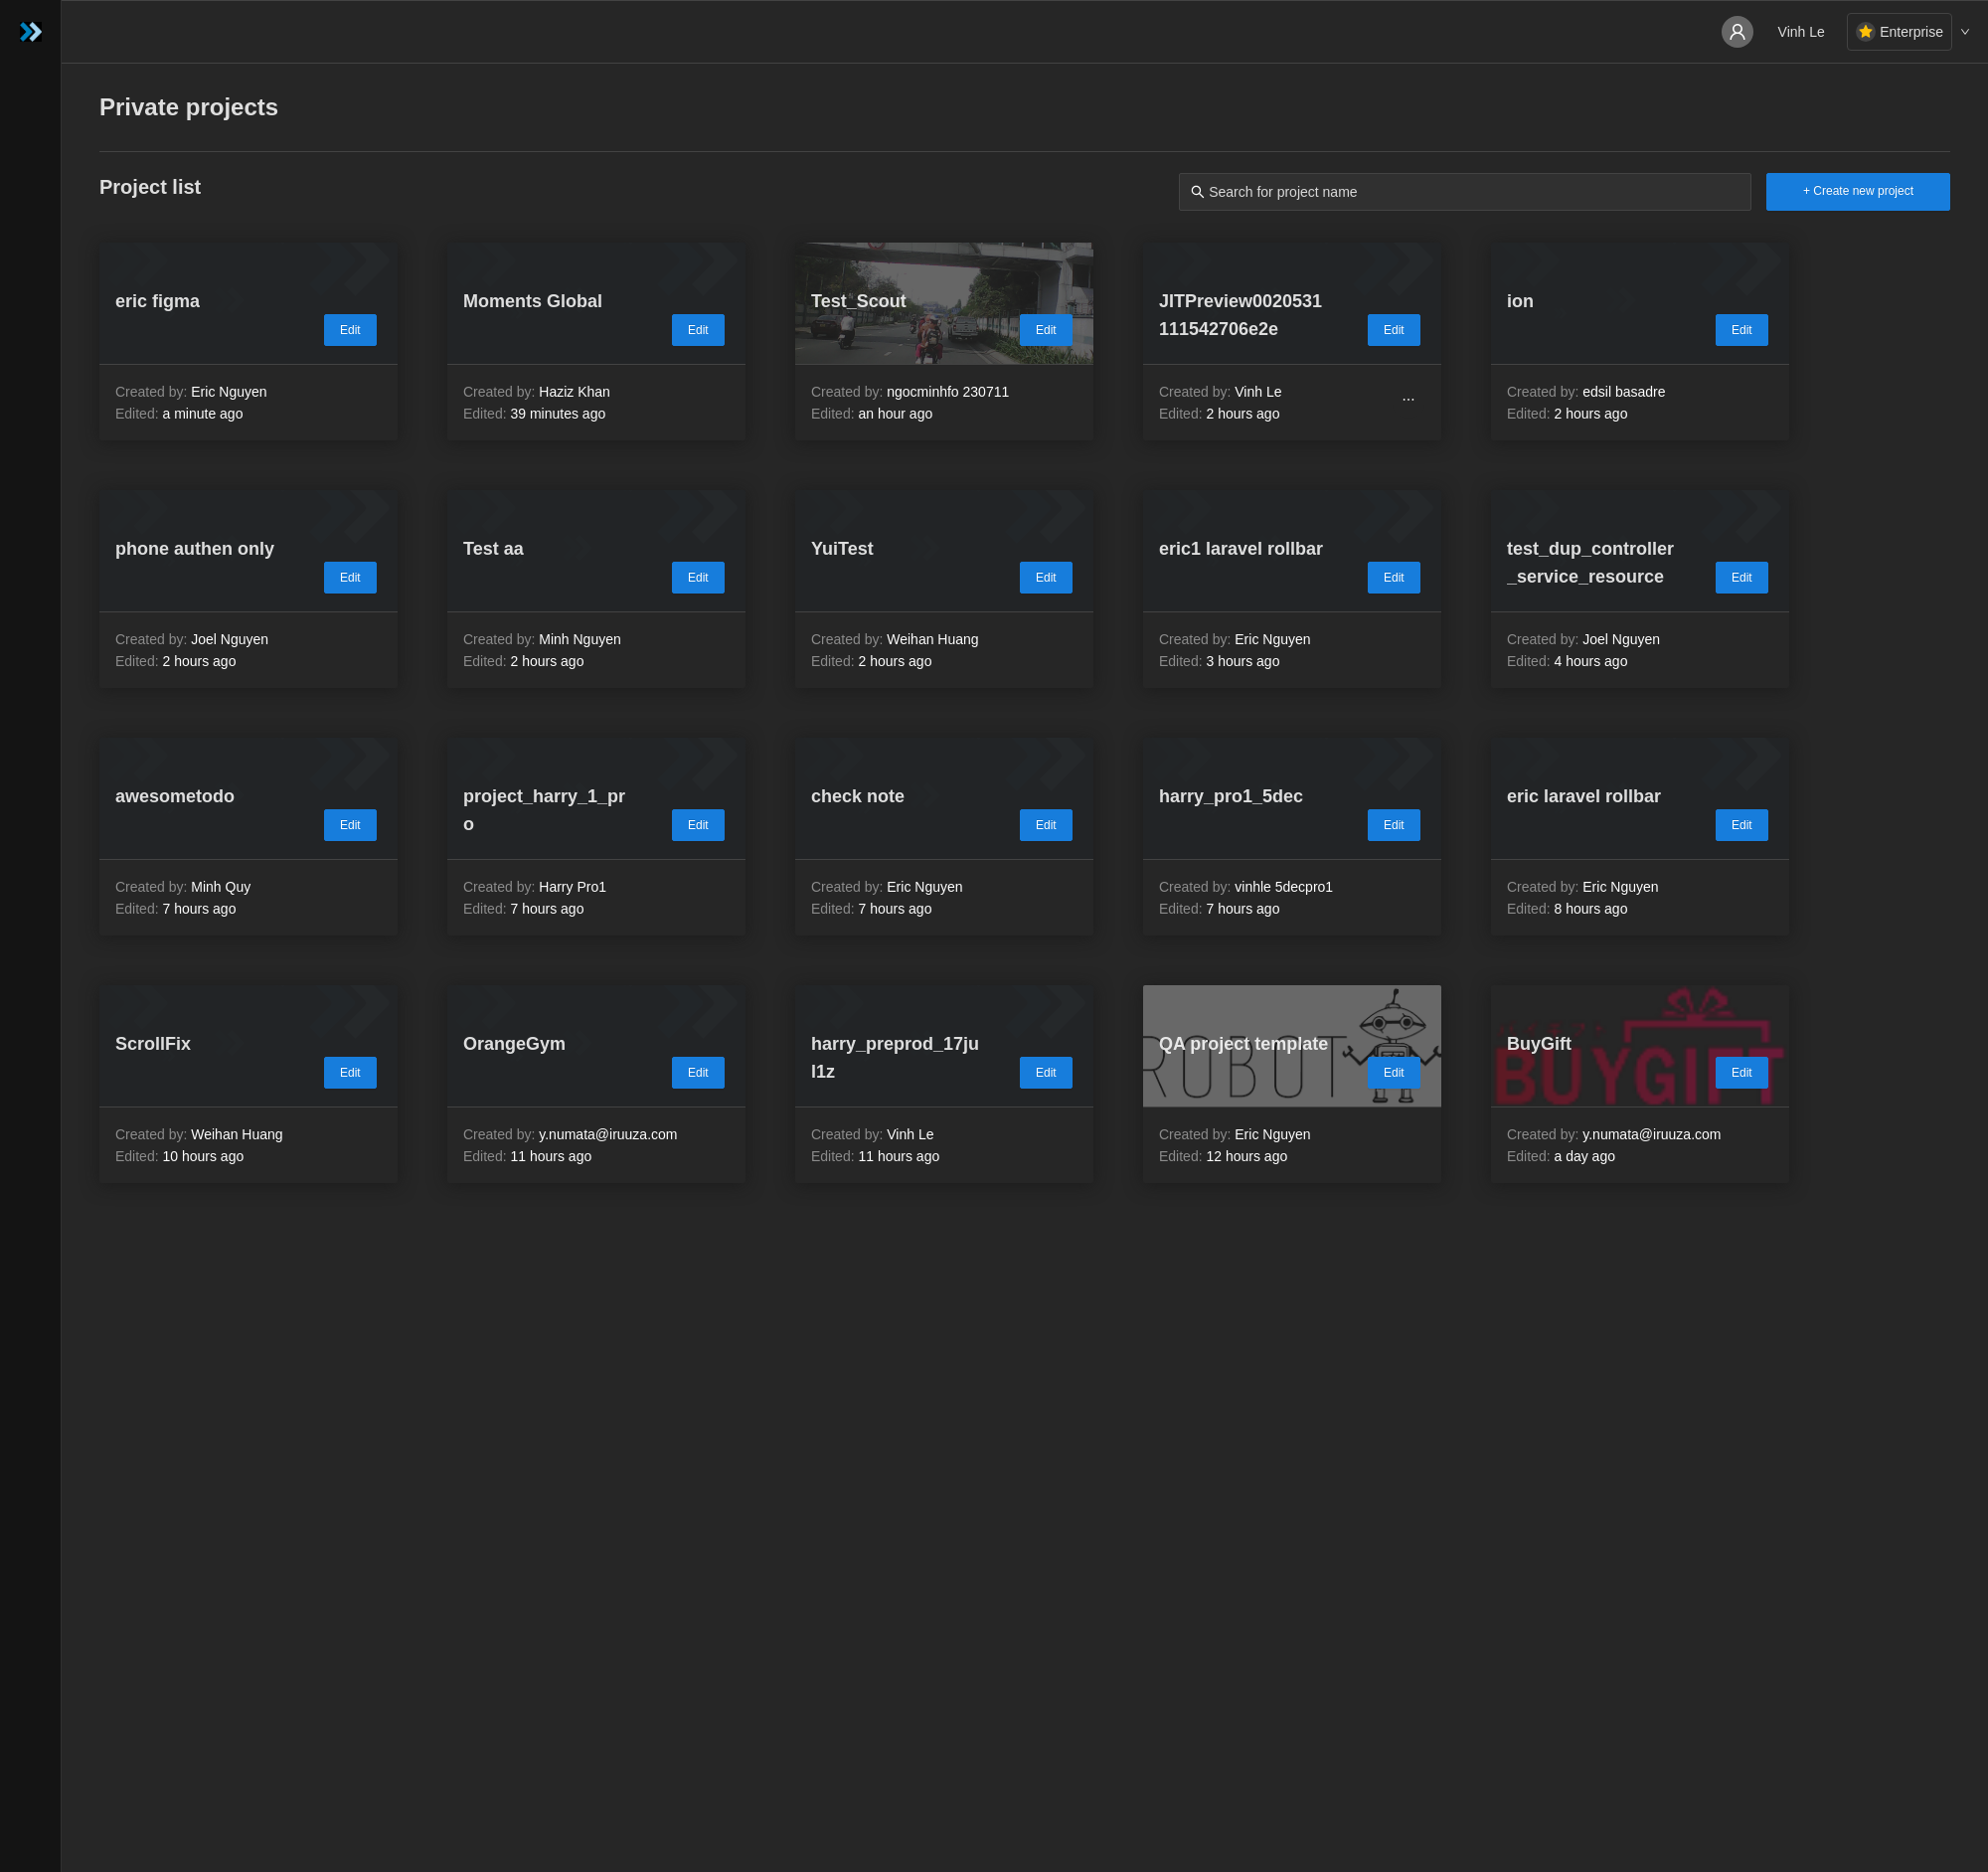 Vinh Le
Enterprise
Private projects
Project list
Search for project name
+ Create new project
eric figma
Edit
Created by: Eric Nguyen
Edited: a minute ago
Moments Global
Edit
Created by: Haziz Khan
Edited: 39 minutes ago
Test_Scout
Edit
Created by: ngocminhfo 230711
Edited: an hour ago
JITPreview0020531
111542706e2e
Edit
Created by: Vinh Le
...
Edited: 2 hours ago
ion
Edit
Created by: edsil basadre
Edited: 2 hours ago
phone authen only
Edit
Created by: Joel Nguyen
Edited: 2 hours ago
Test aa
Edit
Created by: Minh Nguyen
Edited: 2 hours ago
YuiTest
Edit
Created by: Weihan Huang
Edited: 2 hours ago
eric1 laravel rollbar
Edit
Created by: Eric Nguyen
Edited: 3 hours ago
test_dup_controller
_service_resource
Edit
Created by: Joel Nguyen
Edited: 4 hours ago
awesometodo
Edit
Created by: Minh Quy
Edited: 7 hours ago
project_harry_1_pr
o
Edit
Created by: Harry Pro1
Edited: 7 hours ago
check note
Edit
Created by: Eric Nguyen
Edited: 7 hours ago
harry_pro1_5dec
Edit
Created by: vinhle 5decpro1
Edited: 7 hours ago
eric laravel rollbar
Edit
Created by: Eric Nguyen
Edited: 8 hours ago
ScrollFix
Edit
Created by: Weihan Huang
Edited: 10 hours ago
OrangeGym
Edit
Created by: y.numata@iruuza.com
Edited: 11 hours ago
harry_preprod_17ju
l1z
Edit
Created by: Vinh Le
Edited: 11 hours ago
QA project template
ROBOT
Edit
Created by: Eric Nguyen
Edited: 12 hours ago
BuyGift
BUYGIFT
Edit
Created by: y.numata@iruuza.com
Edited: a day ago